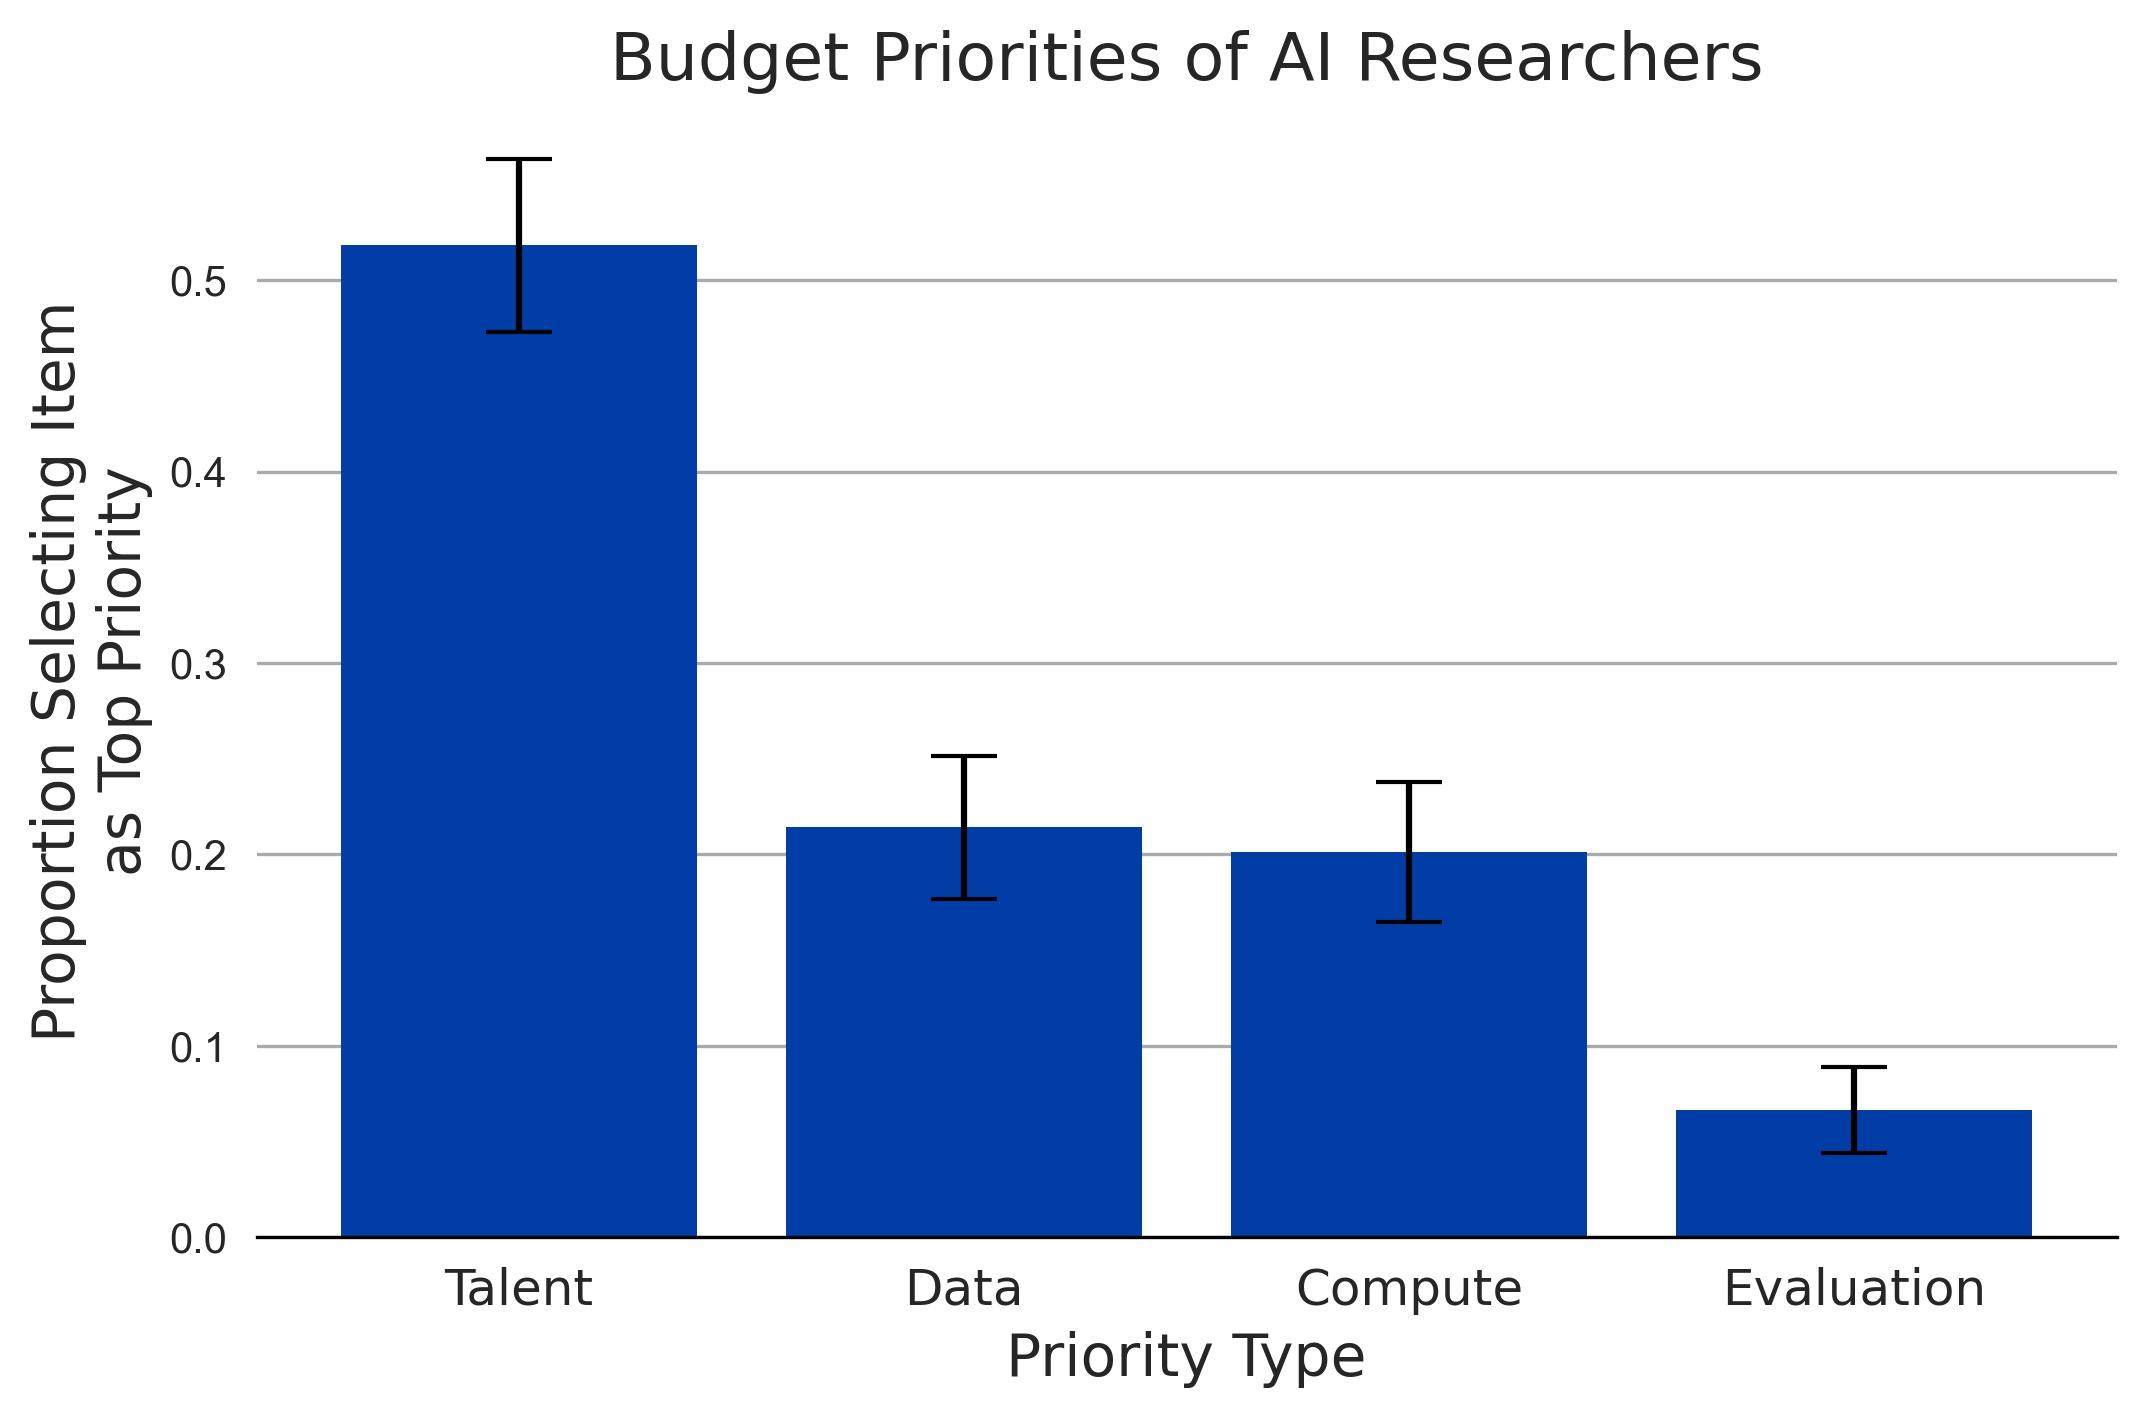 Budget Priorities of AI Researchers
Proportion Selecting Item
as Top Priority
0.5
0.4
0.3
0.2
0.1
0.0
Talent Data Compute Evaluation
Priority Type